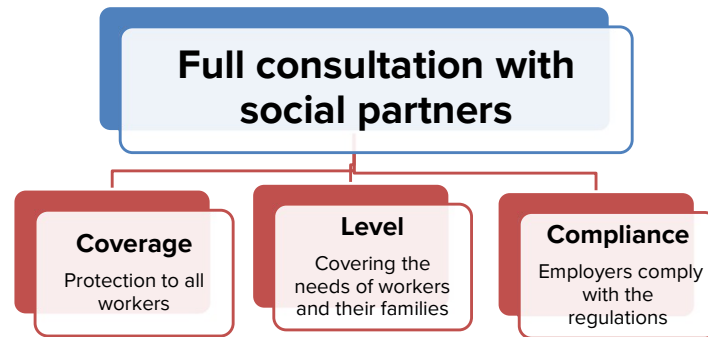 Full consultation with
social partners
Coverage
Protection to all
workers
Level
Covering the
needs of workers
and their families
Compliance
Employers comply
with the
regulations